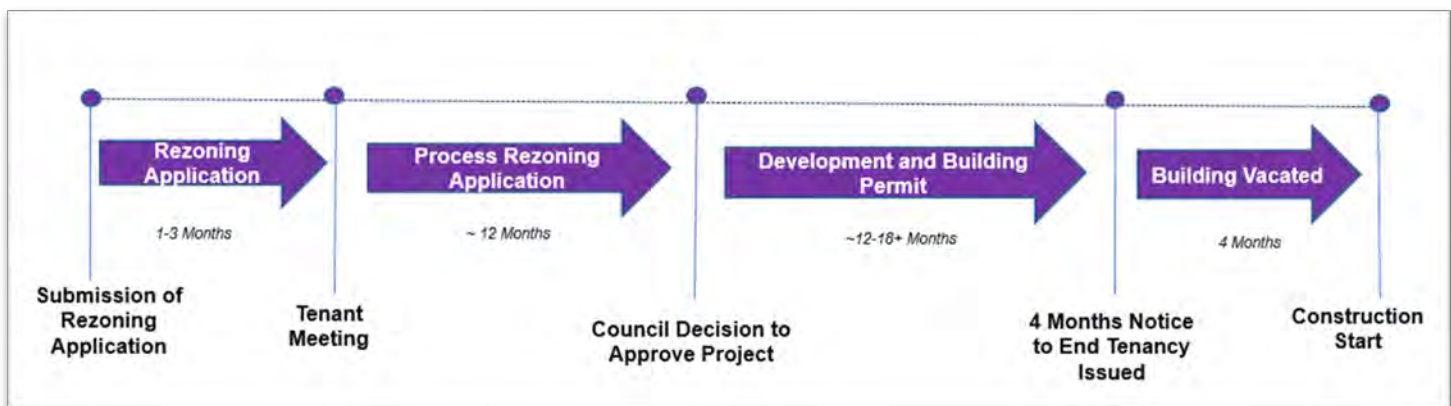 Rezoning
Application
1-3 Months
Process Rezoning
Application
~ 12 Months
Development and Building
Permit
~12-18+ Months
Building Vacated
4 Months
Submission of
Rezoning
Application
Tenant
Meeting
Council Decision to
Approve Project
4 Months Notice
to End Tenancy
Issued
Construction
Start